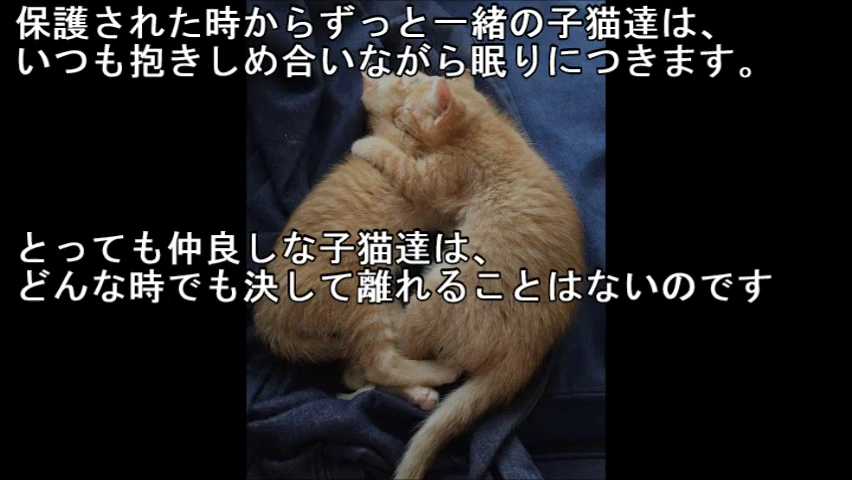 保護された時からずっと一緒の子猫達は、
いつも抱きしめ合いながら眠りにつきます。
とっても仲良しな子猫達は、
どんな時でも決して離れることはないのです